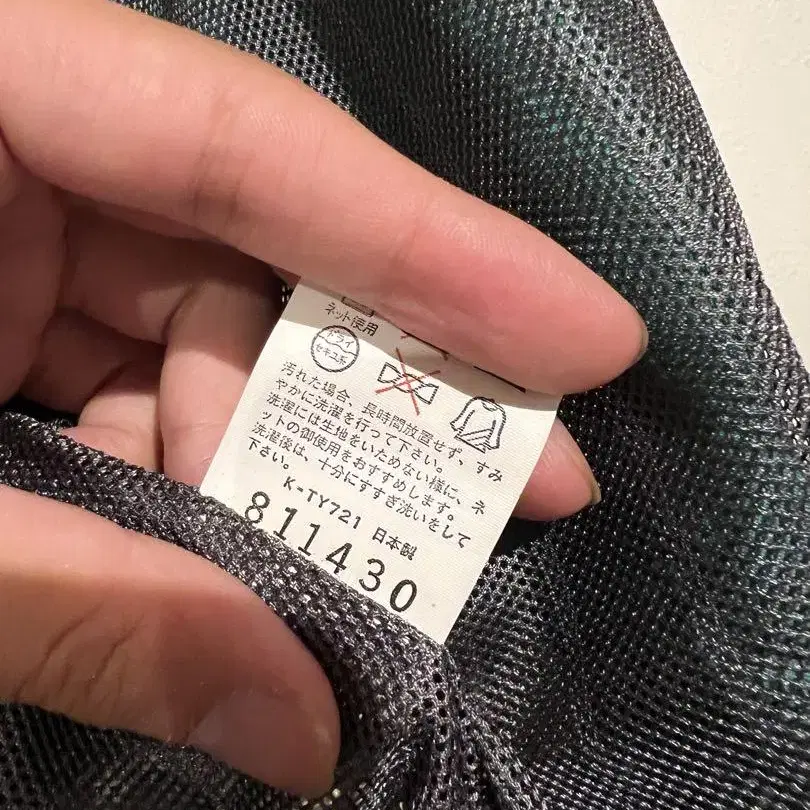 ネット使用
ドライ
セキユ系
汚れた場合、長時間放置せず、すみ
やかに洗濯を行って下さい。
洗濯には生地をいためない様に、ネ
ットの御使用をおすすめします。
洗濯後は、十分にすすぎ洗いをして
下さい。
K-TY721 日本製
811430